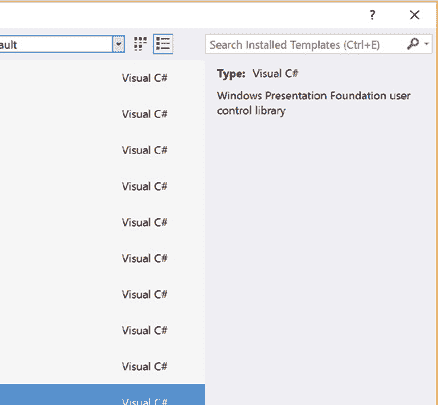 ?
ault
Search Installed Templates (Ctrl+E)
Visual C#
Type: Visual C#
Windows Presentation Foundation user
control library
Visual C#
Visual C#
Visual C#
Visual C#
Visual C#
Visual C#
Visual C#
Visual C#
Visual C#